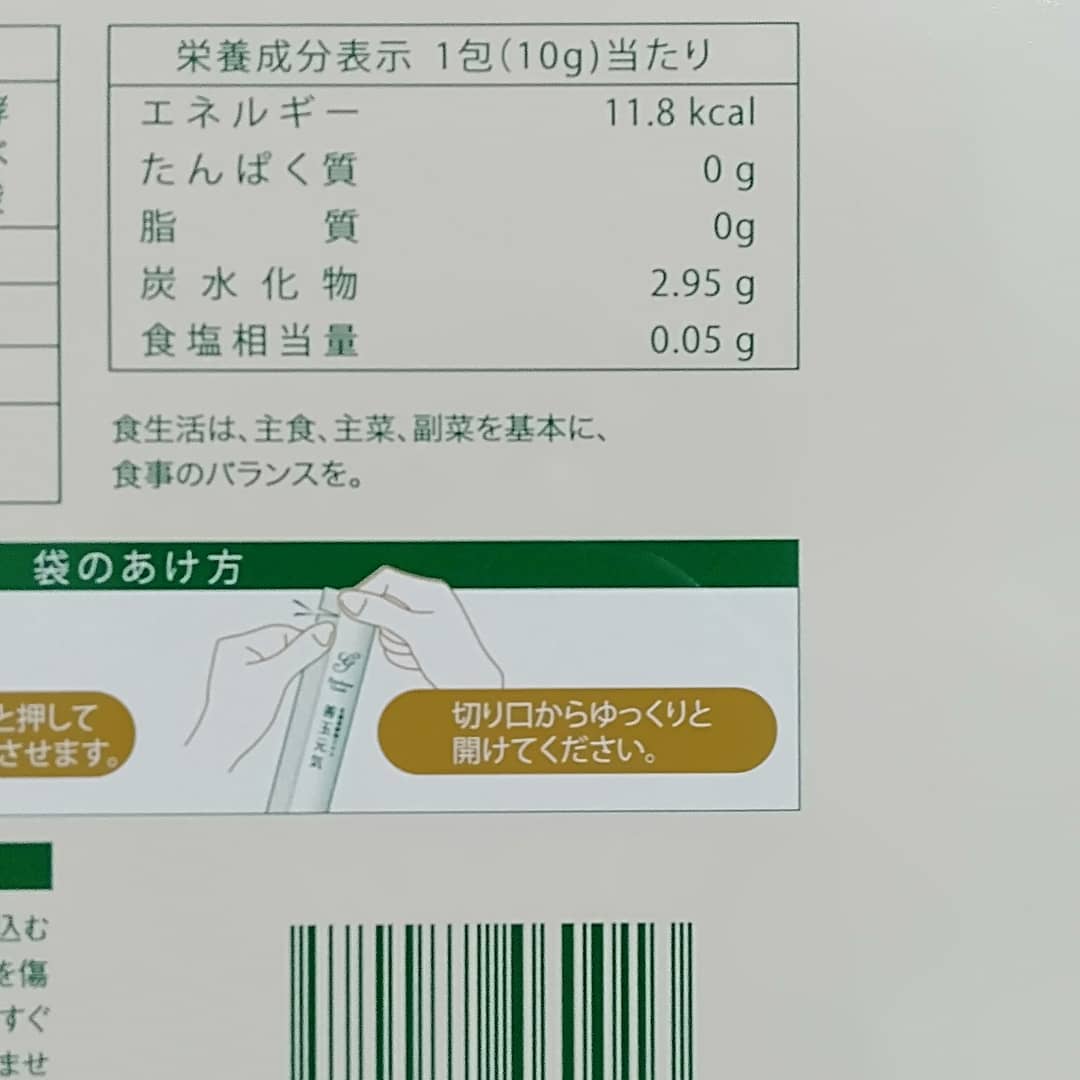 栄養成分表示 1包(10g)当たり
エネルギー 11.8 kcal
たんぱく質 0 g
脂質 0g
炭水化物 2.95 g
食塩相当量 0.05 g
食生活は、主食、主菜、副菜を基本に、
食事のバランスを。
袋のあけ方
と押して
させます。
善玉元気
切り口からゆっくりと
開けてください。
込む
を傷
すぐ
ませ